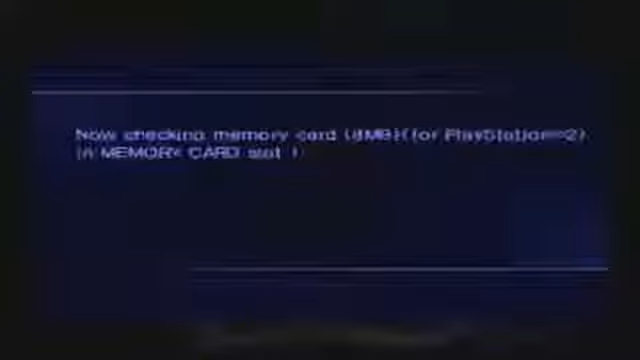 Now checking memory card (8MB)(for PlayStation®2)
in MEMORY CARD slot 1